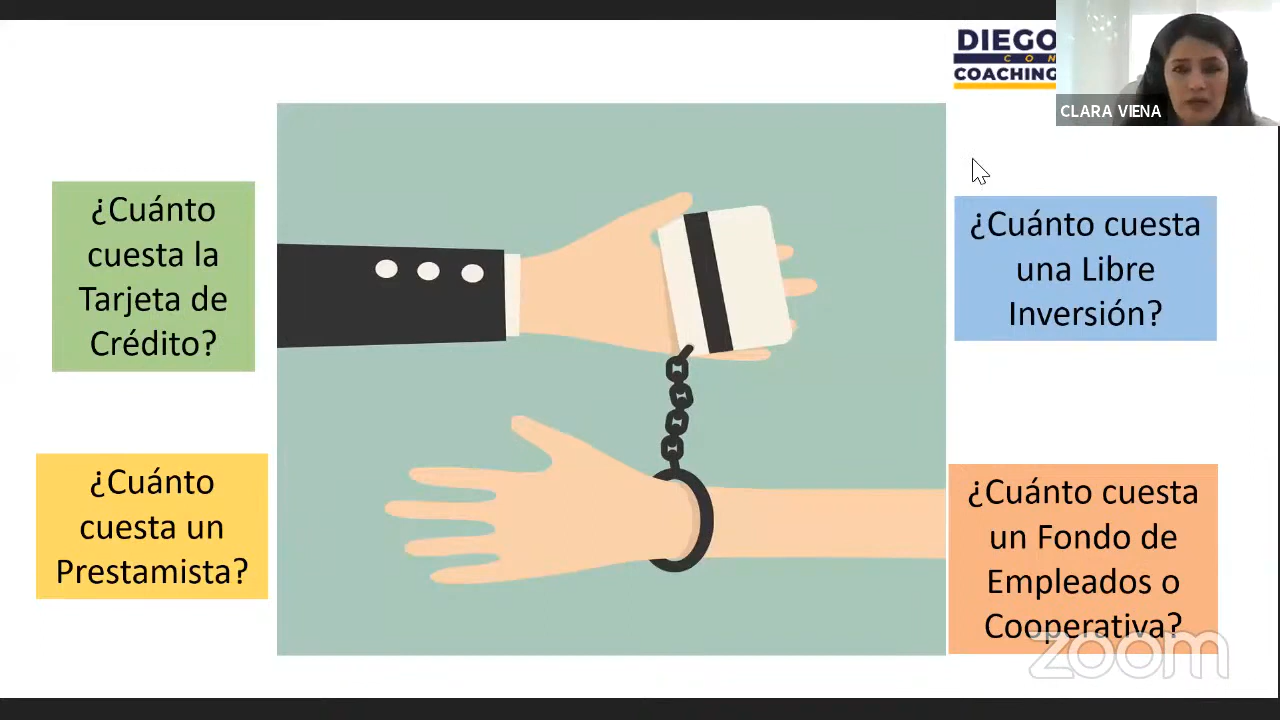 DIEGO
CON
COACHING
CLARA VIENA
¿Cuánto
cuesta la
Tarjeta de
Crédito?
¿Cuánto cuesta
una Libre
Inversión?
¿Cuánto
cuesta un
Prestamista?
¿Cuánto cuesta
un Fondo de
Empleados o
Cooperativa?
zoom